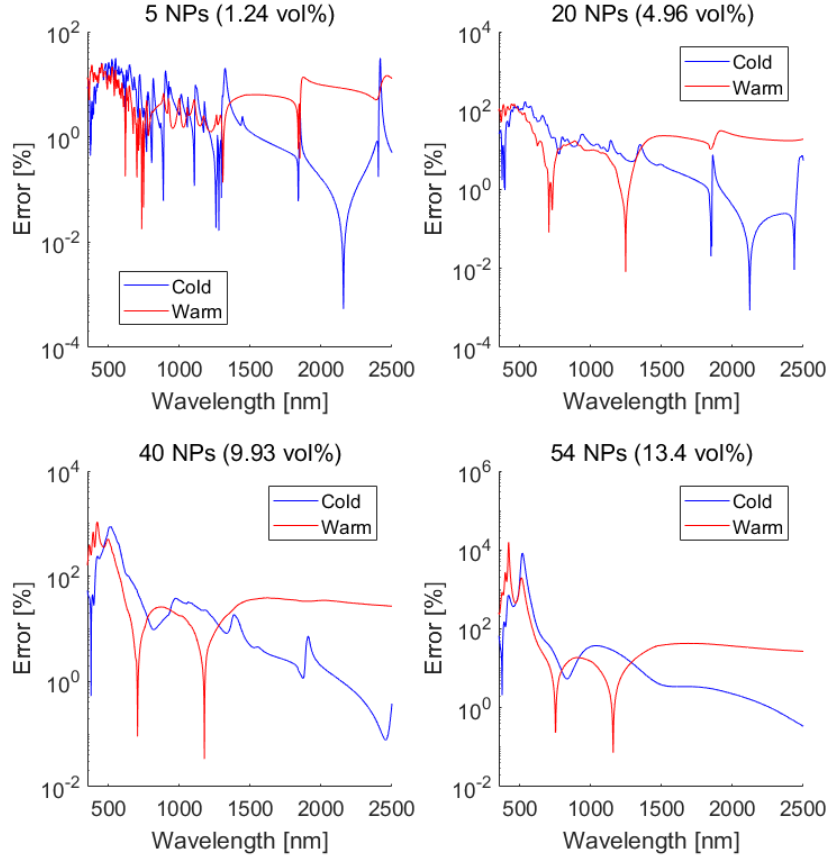 5 NPs (1.24 vol%)
10^2
10^0
10^-2
10^-4
Error [%]
Cold
Warm
500 1000 1500 2000 2500
Wavelength [nm]
20 NPs (4.96 vol%)
10^4
10^2
10^0
10^-2
10^-4
Error [%]
Cold
Warm
500 1000 1500 2000 2500
Wavelength [nm]
40 NPs (9.93 vol%)
10^4
10^2
10^0
10^-2
Error [%]
Cold
Warm
500 1000 1500 2000 2500
Wavelength [nm]
54 NPs (13.4 vol%)
10^6
10^4
10^2
10^0
10^-2
Error [%]
Cold
Warm
500 1000 1500 2000 2500
Wavelength [nm]